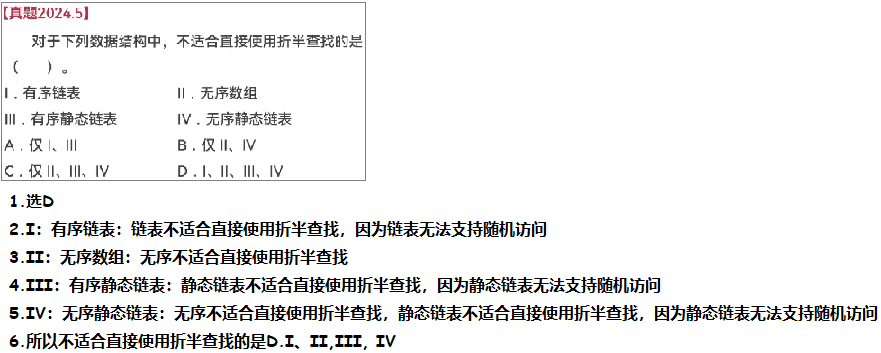 【真题2024.5】
对于下列数据结构中，不适合直接使用折半查找的是
（　　）。
I．有序链表　　II．无序数组
III．有序静态链表　　IV．无序静态链表
A．仅 I、III　　B．仅 II、IV
C．仅 II、III、IV　　D．I、II、III、IV
1.选D
2.I：有序链表：链表不适合直接使用折半查找，因为链表无法支持随机访问
3.II：无序数组：无序不适合直接使用折半查找
4.III：有序静态链表：静态链表不适合直接使用折半查找，因为静态链表无法支持随机访问
5.IV：无序静态链表：无序不适合直接使用折半查找，静态链表不适合直接使用折半查找，因为静态链表无法支持随机访问
6.所以不适合直接使用折半查找的是D.I、II,III，IV